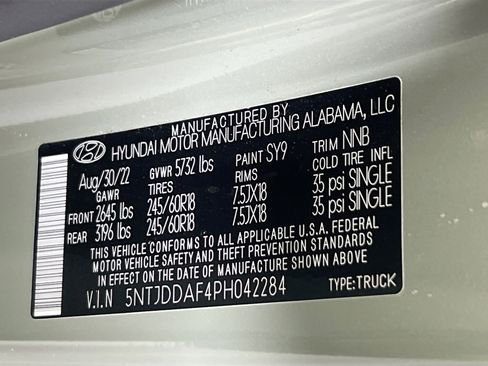 MANUFACTURED BY
HYUNDAI MOTOR MANUFACTURING ALABAMA, LLC
Aug/30/22 GVWR 5732 lbs PAINT SY9 TRIM NNB
GAWR TIRES RIMS COLD TIRE INFL
FRONT 2645 lbs 245/60R18 7.5JX18 35 psi SINGLE
REAR 3196 lbs 245/60R18 7.5JX18 35 psi SINGLE
THIS VEHICLE CONFORMS TO ALL APPLICABLE U.S.A. FEDERAL
MOTOR VEHICLE SAFETY AND THEFT PREVENTION STANDARDS
IN EFFECT ON THE DATE OF MANUFACTURE SHOWN ABOVE
V.I.N 5NTJDDAF4PH042284 TYPE:TRUCK